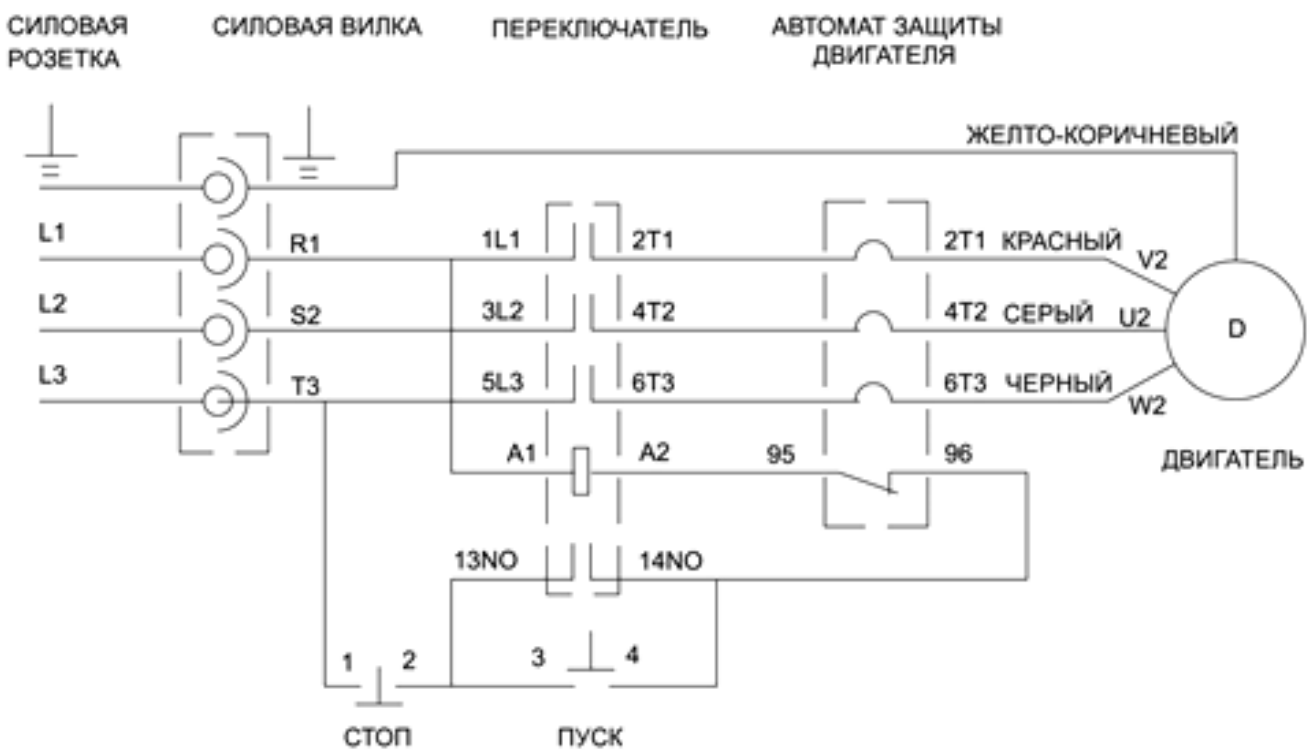 СИЛОВАЯ
РОЗЕТКА
СИЛОВАЯ ВИЛКА
ПЕРЕКЛЮЧАТЕЛЬ
АВТОМАТ ЗАЩИТЫ
ДВИГАТЕЛЯ
ЖЕЛТО-КОРИЧНЕВЫЙ
L1
R1
1L1
2T1
2T1 КРАСНЫЙ
V2
L2
S2
3L2
4T2
4T2 СЕРЫЙ
U2
D
L3
T3
5L3
6T3
6T3 ЧЕРНЫЙ
W2
A1
A2
95
96
ДВИГАТЕЛЬ
13NO
14NO
1
2
3
4
СТОП
ПУСК